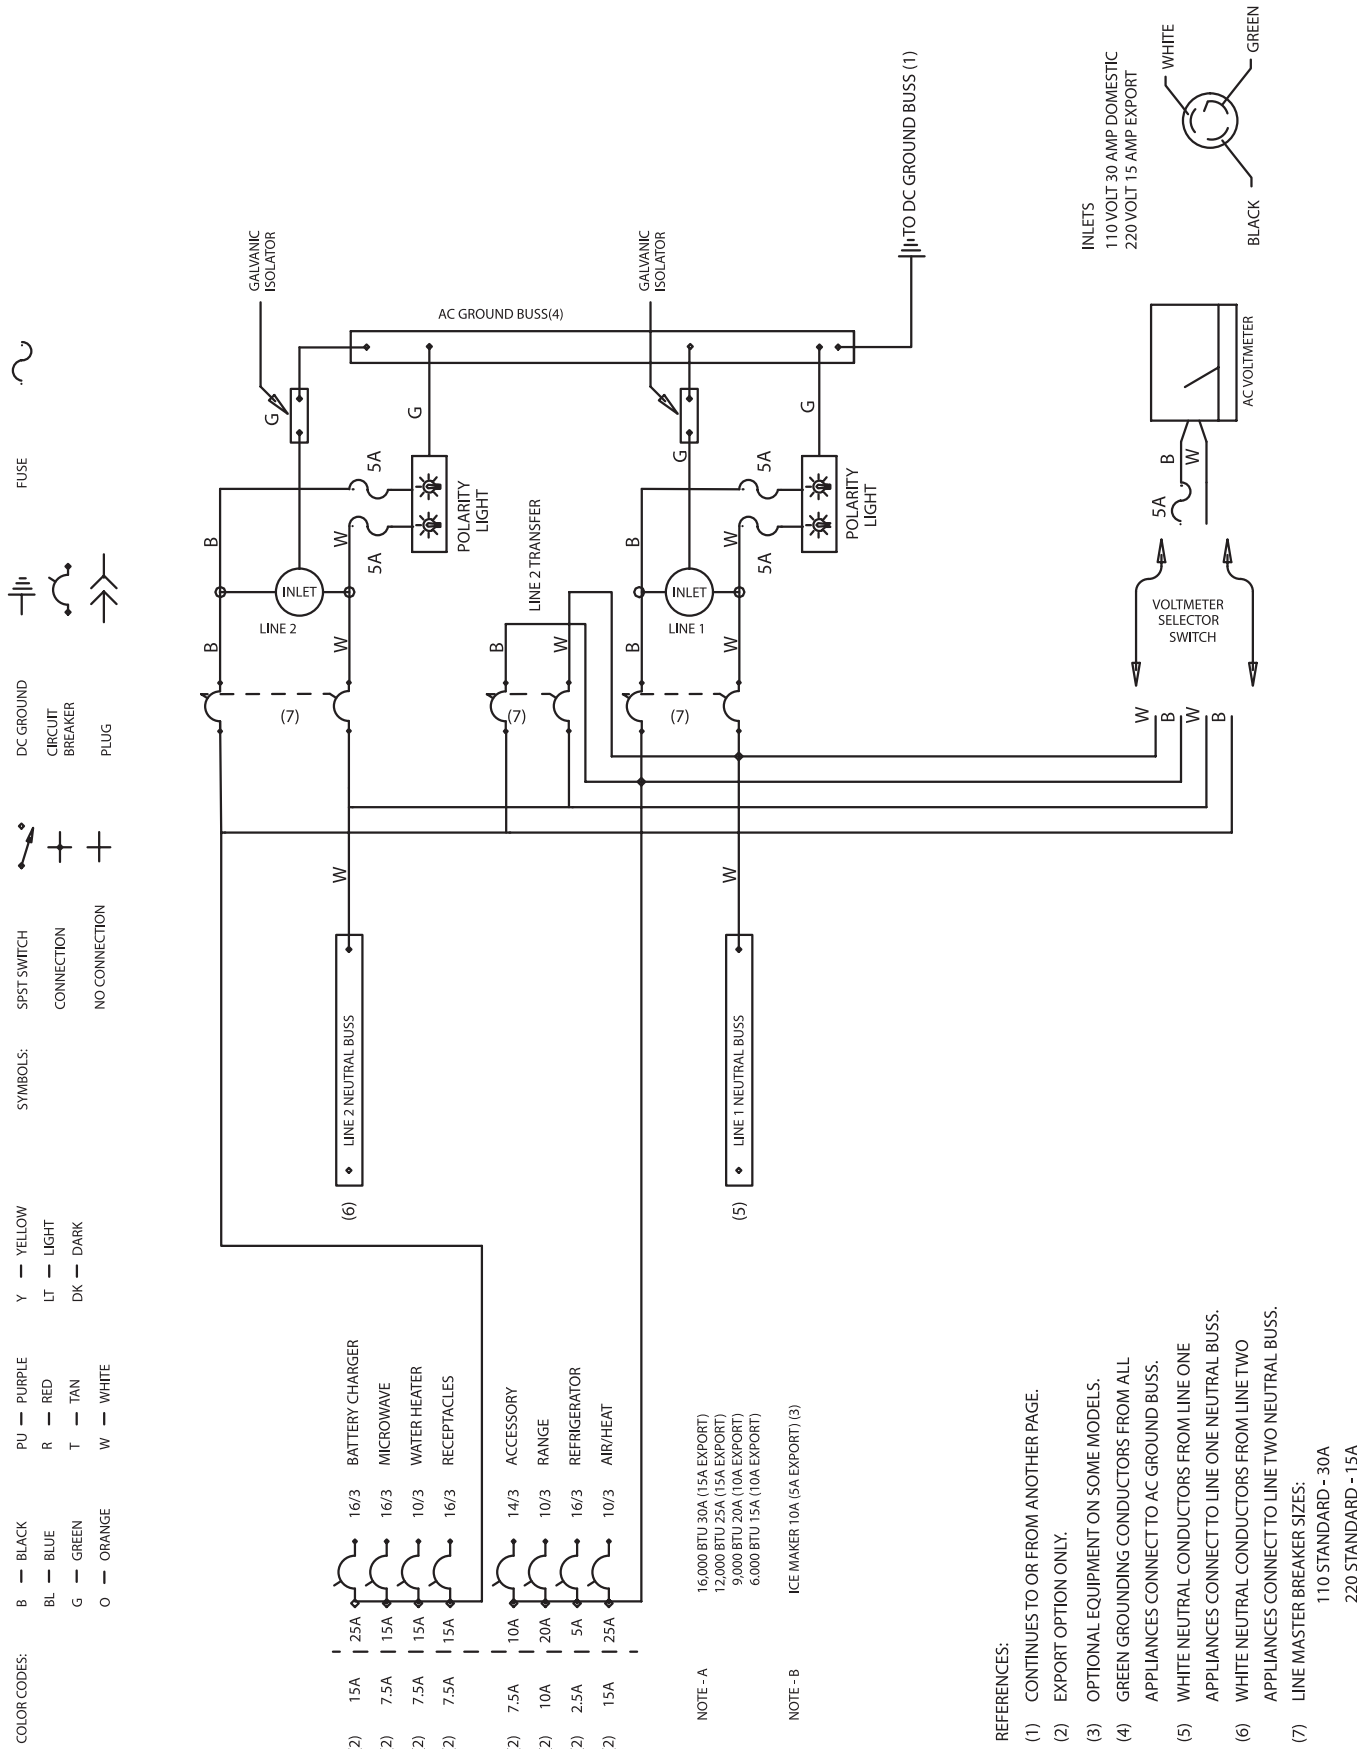 COLOR CODES:
B — BLACK
BL — BLUE
G — GREEN
O — ORANGE
PU — PURPLE
R — RED
T — TAN
W — WHITE
Y — YELLOW
LT — LIGHT
DK — DARK
SYMBOLS:
SPST SWITCH
CONNECTION
NO CONNECTION
DC GROUND
CIRCUIT
BREAKER
PLUG
FUSE
2) 15A 25A 16/3 BATTERY CHARGER
2) 7.5A 15A 16/3 MICROWAVE
2) 7.5A 15A 10/3 WATER HEATER
2) 7.5A 15A 16/3 RECEPTACLES
2) 7.5A 10A 14/3 ACCESSORY
2) 10A 20A 10/3 RANGE
2) 2.5A 5A 16/3 REFRIGERATOR
2) 15A 25A 10/3 AIR/HEAT
NOTE - A
16,000 BTU 30A (15A EXPORT)
12,000 BTU 25A (15A EXPORT)
9,000 BTU 20A (10A EXPORT)
6.000 BTU 15A (10A EXPORT)
NOTE - B
ICE MAKER 10A (5A EXPORT) (3)
(6)
LINE 2 NEUTRAL BUSS
W
(7)
B
W
B
W
INLET
LINE 2
5A
5A
POLARITY
LIGHT
G
G
GALVANIC
ISOLATOR
AC GROUND BUSS(4)
(7)
B
W
LINE 2 TRANSFER
(5)
LINE 1 NEUTRAL BUSS
W
(7)
B
W
B
W
INLET
LINE 1
5A
5A
POLARITY
LIGHT
G
G
GALVANIC
ISOLATOR
TO DC GROUND BUSS (1)
W
B
W
B
VOLTMETER
SELECTOR
SWITCH
5A
B
W
AC VOLTMETER
INLETS
110 VOLT 30 AMP DOMESTIC
220 VOLT 15 AMP EXPORT
BLACK
WHITE
GREEN
REFERENCES:
(1) CONTINUES TO OR FROM ANOTHER PAGE.
(2) EXPORT OPTION ONLY.
(3) OPTIONAL EQUIPMENT ON SOME MODELS.
(4) GREEN GROUNDING CONDUCTORS FROM ALL
APPLIANCES CONNECT TO AC GROUND BUSS.
(5) WHITE NEUTRAL CONDUCTORS FROM LINE ONE
APPLIANCES CONNECT TO LINE ONE NEUTRAL BUSS.
(6) WHITE NEUTRAL CONDUCTORS FROM LINE TWO
APPLIANCES CONNECT TO LINE TWO NEUTRAL BUSS.
(7) LINE MASTER BREAKER SIZES:
110 STANDARD - 30A
220 STANDARD - 15A